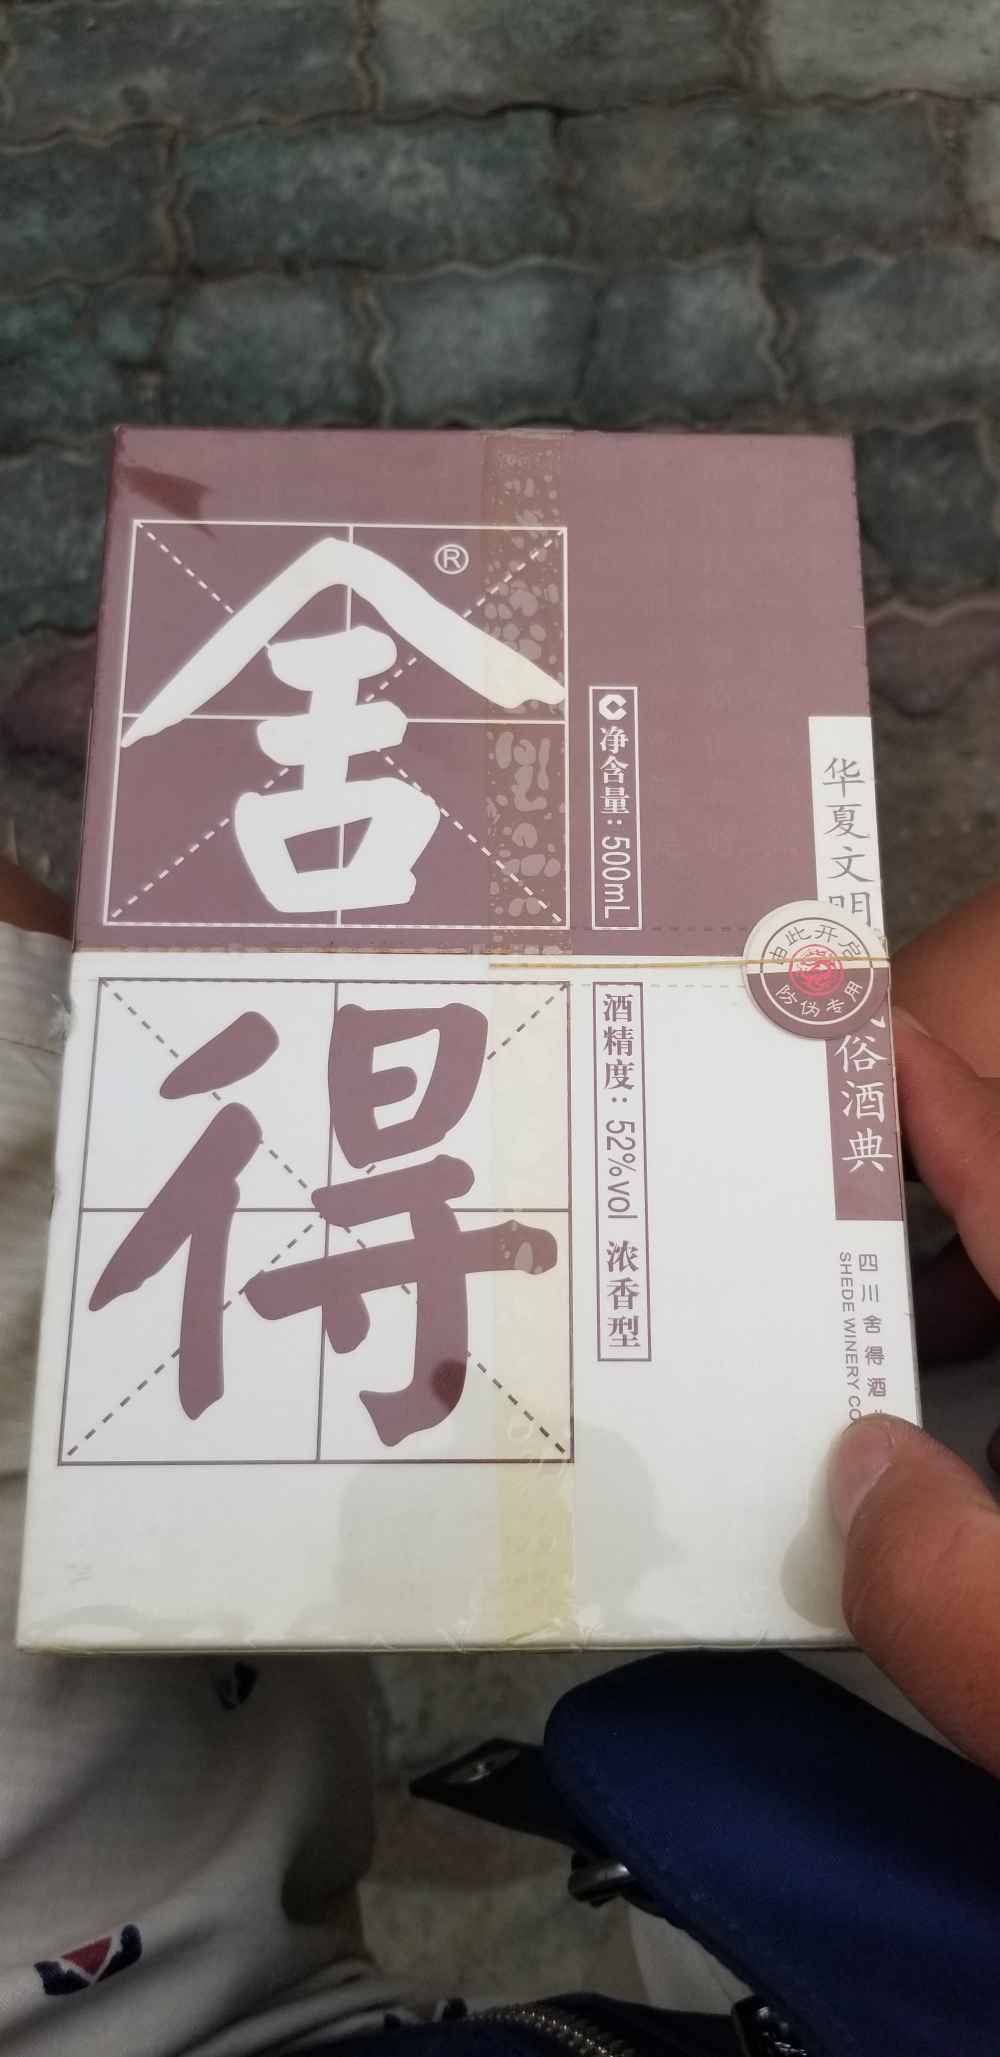 舍®
得
净含量：500mL
酒精度：52%vol 浓香型
华夏文明
俗酒典
由此开启
防伪专用
四川舍得酒
SHEDE WINERY CO